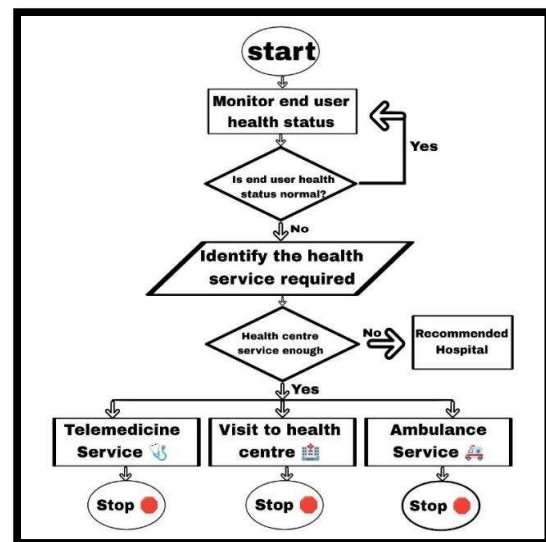 start
Monitor end user
health status
Yes
Is end user health
status normal?
No
Identify the health
service required
Health centre
service enough
No
Recommended
Hospital
Yes
Telemedicine
Service
Visit to health
centre
Ambulance
Service
Stop
Stop
Stop